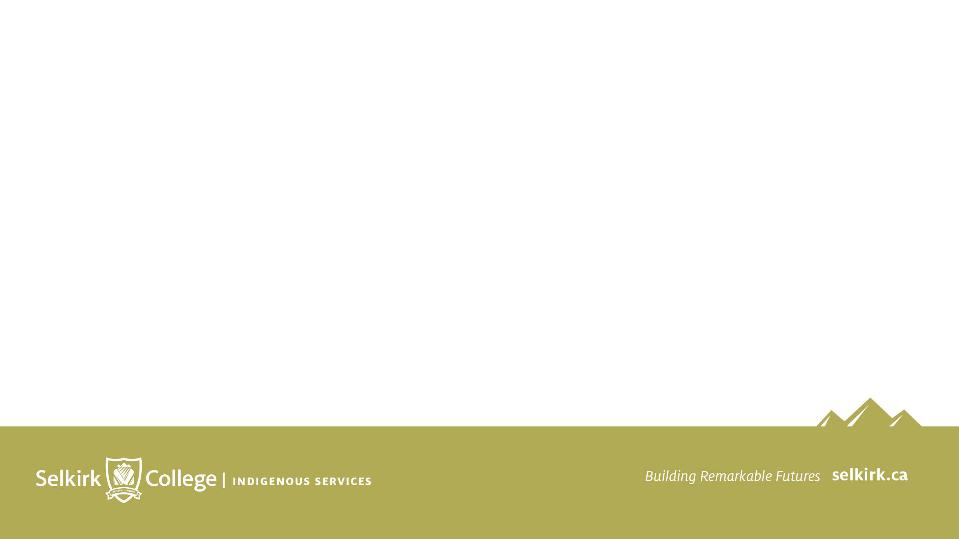 Selkirk College | INDIGENOUS SERVICES
Building Remarkable Futures selkirk.ca